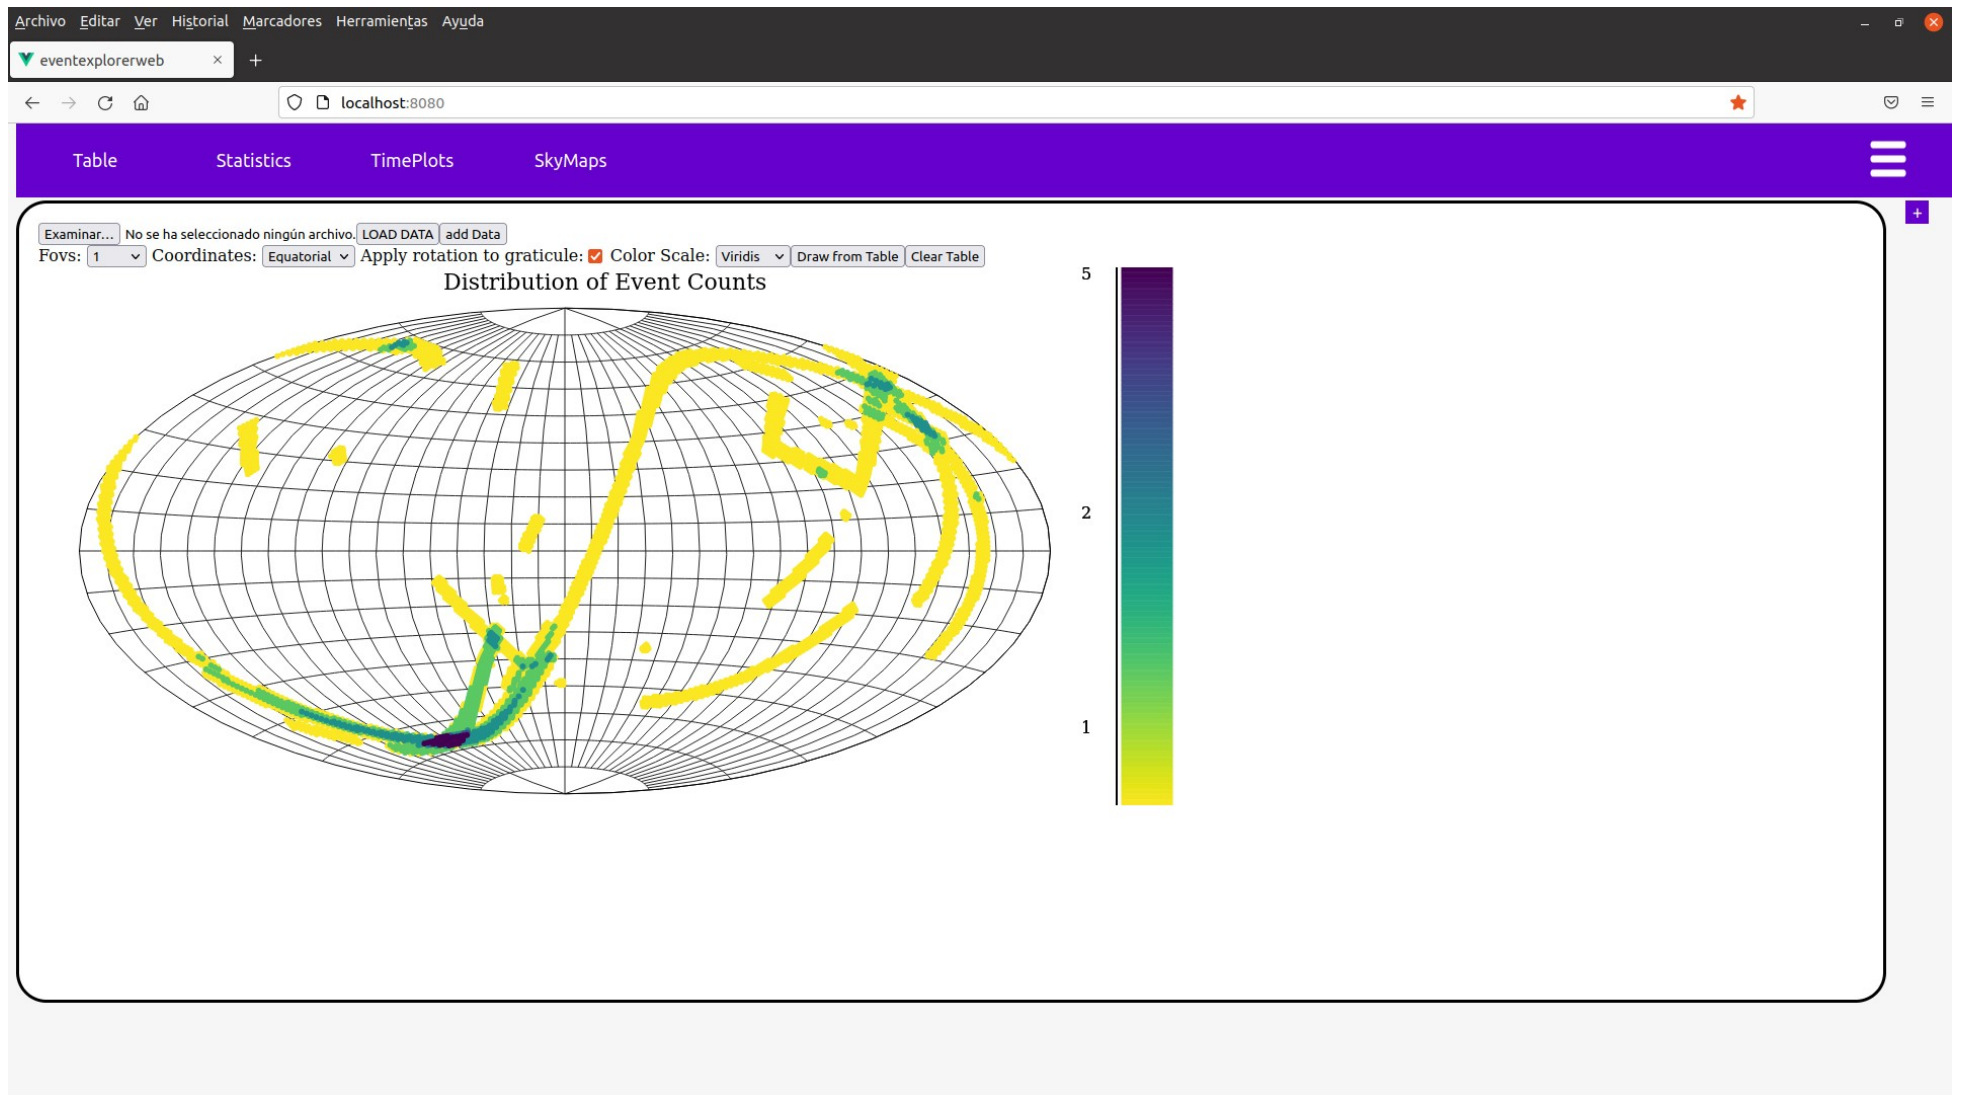 Archivo Editar Ver Historial Marcadores Herramientas Ayuda
eventexplorerweb
localhost:8080
Table Statistics TimePlots SkyMaps
+
Examinar... No se ha seleccionado ningún archivo. LOAD DATA add Data
Fovs: 1 Coordinates: Equatorial Apply rotation to graticule: Color Scale: Viridis Draw from Table Clear Table
Distribution of Event Counts
5
2
1